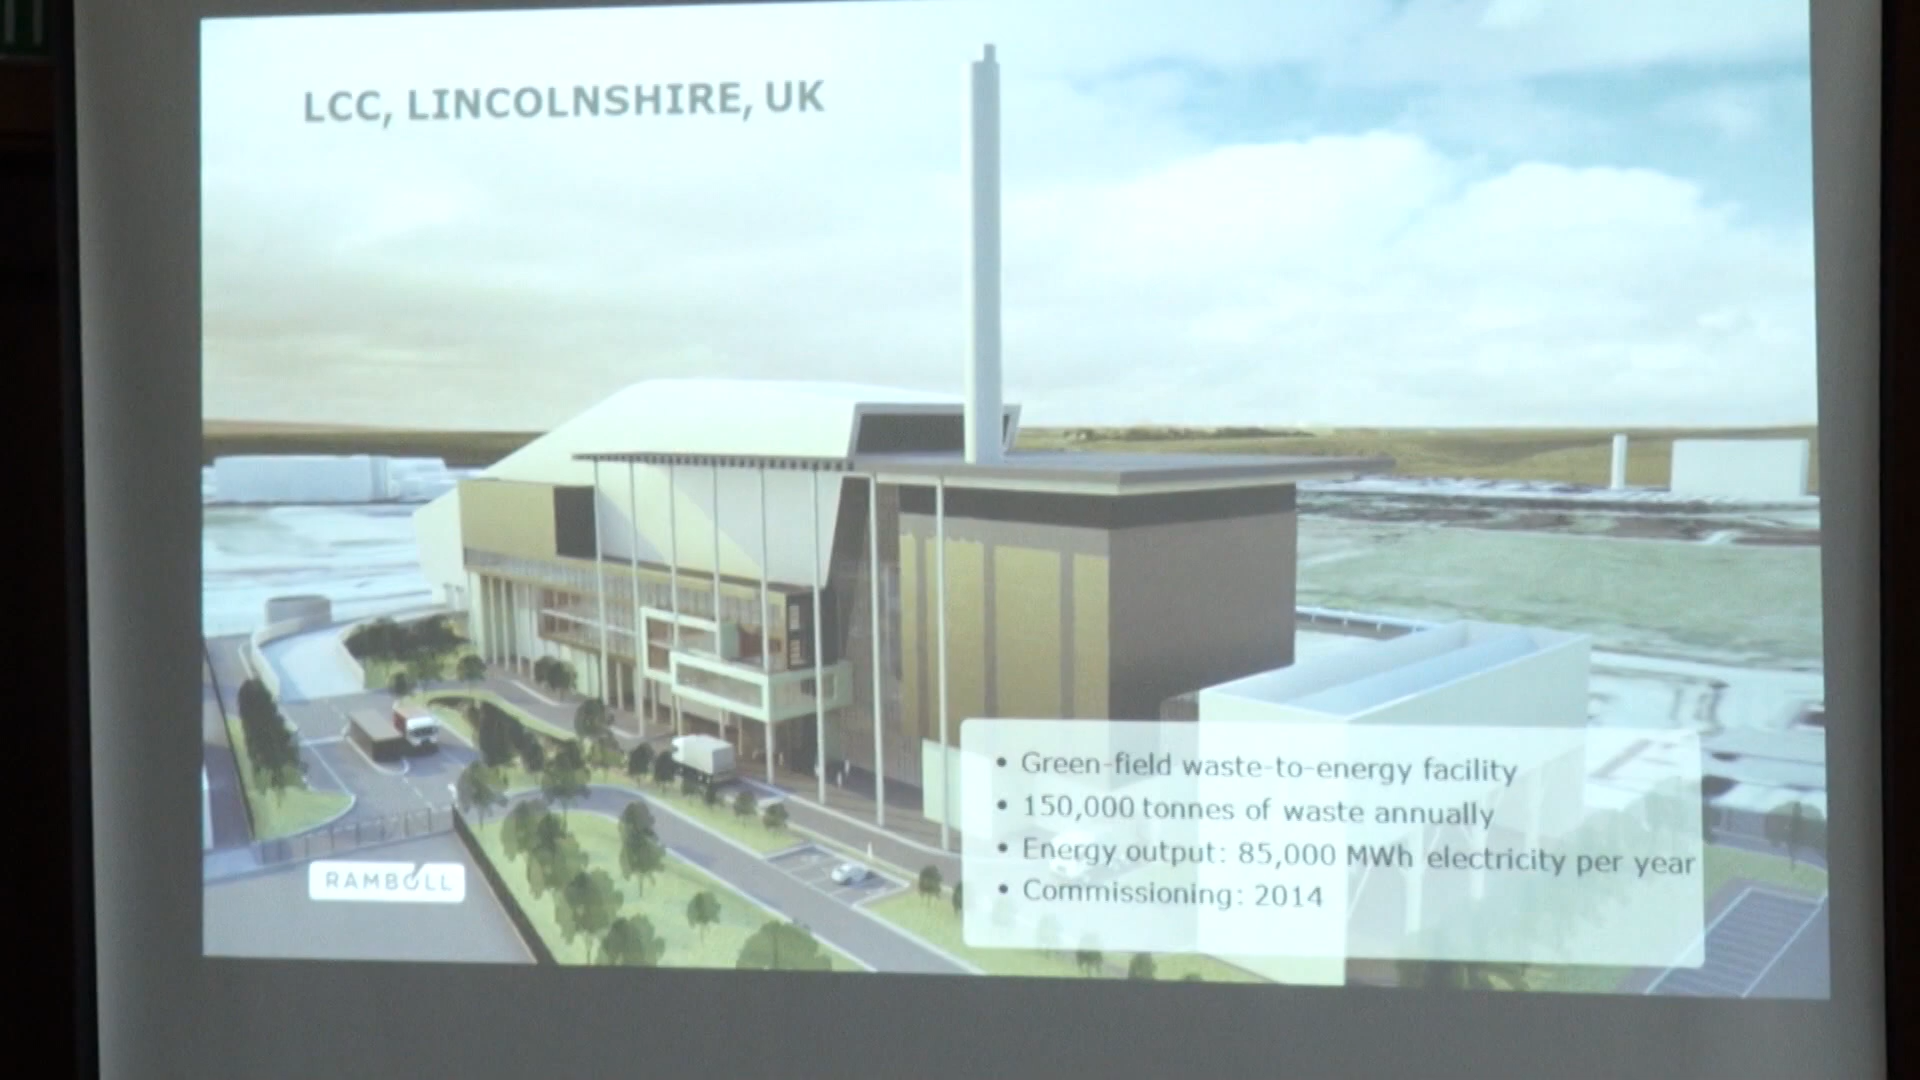 LCC, LINCOLNSHIRE, UK
• Green-field waste-to-energy facility
• 150,000 tonnes of waste annually
• Energy output: 85,000 MWh electricity per year
• Commissioning: 2014
RAMBOLL